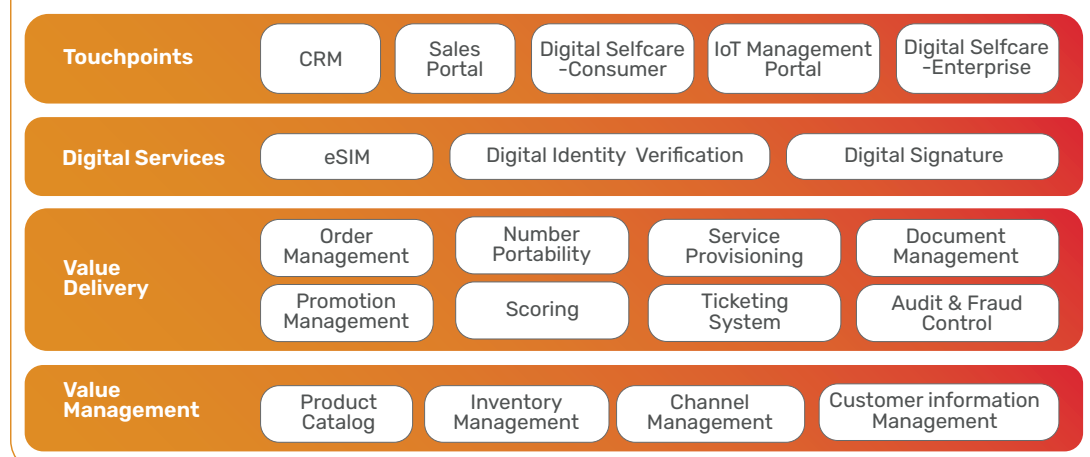 Touchpoints
CRM
Sales
Portal
Digital Selfcare
-Consumer
IoT Management
Portal
Digital Selfcare
-Enterprise
Digital Services
eSIM
Digital Identity Verification
Digital Signature
Value
Delivery
Order
Management
Number
Portability
Service
Provisioning
Document
Management
Promotion
Management
Scoring
Ticketing
System
Audit & Fraud
Control
Value
Management
Product
Catalog
Inventory
Management
Channel
Management
Customer information
Management